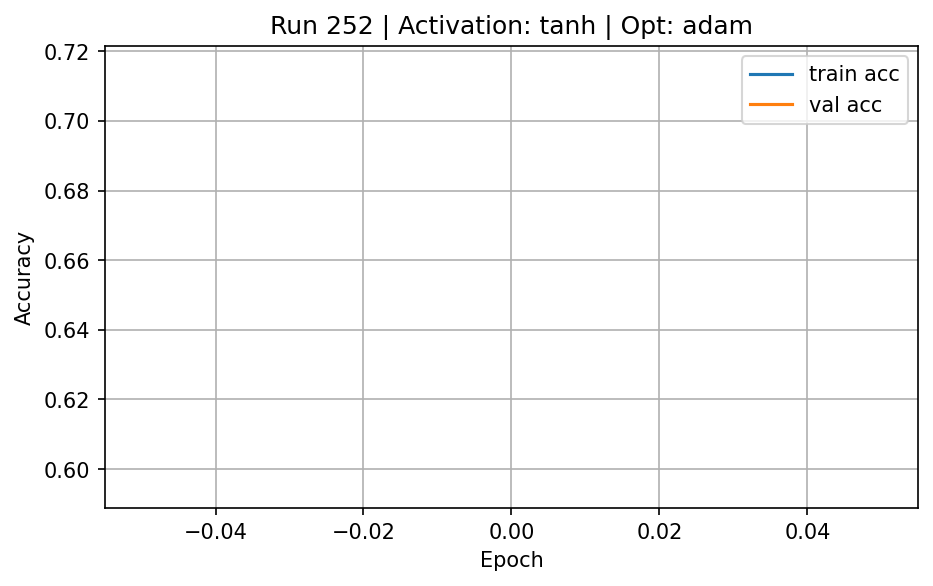 Run 252 | Activation: tanh | Opt: adam
train acc
val acc
0.72
0.70
0.68
0.66
0.64
0.62
0.60
Accuracy
−0.04
−0.02
0.00
0.02
0.04
Epoch